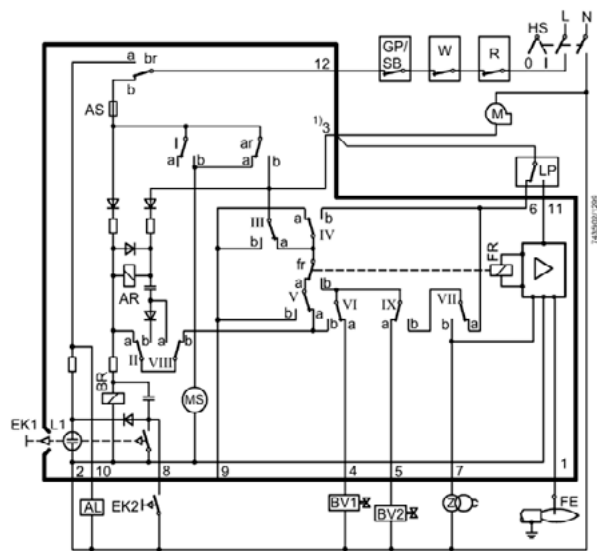 L N
HS
GP/
SB
W
R
0 I
a br
b
12
AS
1) 3
M
I
a b
ar
a b
LP
6 11
III
b a
a b
IV
fr
FR
AR
V
a b
b a
VI
b a
IX
a b
VII
b a
a b
II
a b
VIII
BR
MS
EK1
L1
2 10 8 9 4 5 7 1
AL
EK2
BV1
BV2
Z
FE